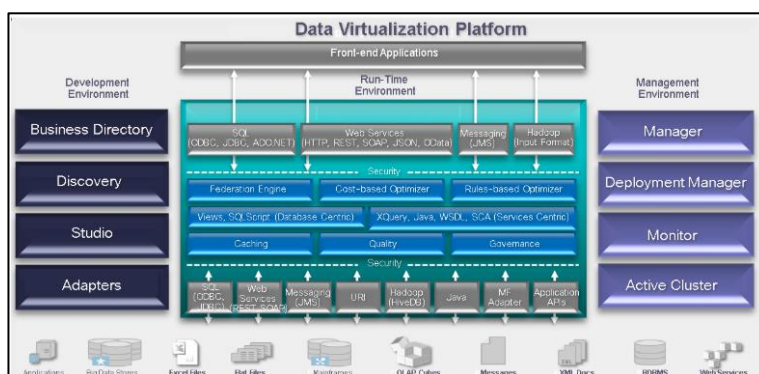 Data Virtualization Platform
Front-end Applications
Development
Environment
Run-Time
Environment
Management
Environment
Business Directory
Discovery
Studio
Adapters
SQL
(ODBC, JDBC, ADO.NET)
Web Services
(HTTP, REST, SOAP, JSON, OData)
Messaging
(JMS)
Hadoop
(Input Format)
Security
Federation Engine
Cost-based Optimizer
Rules-based Optimizer
Views, SQLScript (Database Centric)
XQuery, Java, WSDL, SCA (Services Centric)
Caching
Quality
Governance
Security
SQL
(ODBC,
JDBC)
Web
Services
(REST, SOAP)
Messaging
(JMS)
URI
Hadoop
(HiveDB)
Java
MF
Adapter
Application
APIs
Manager
Deployment Manager
Monitor
Active Cluster
Applications
Big Data Stores
Excel Files
Flat Files
Mainframes
OLAP Cubes
Messages
XML Docs
RDBMS
Web Services